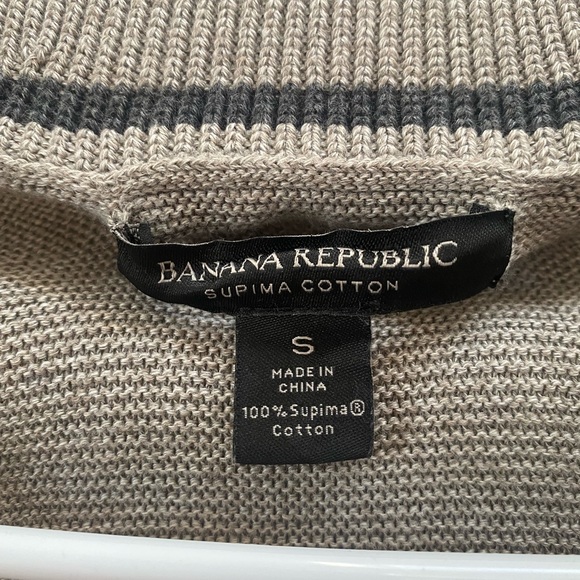 BANANA REPUBLIC
SUPIMA COTTON
S
MADE IN
CHINA
100% Supima®
Cotton